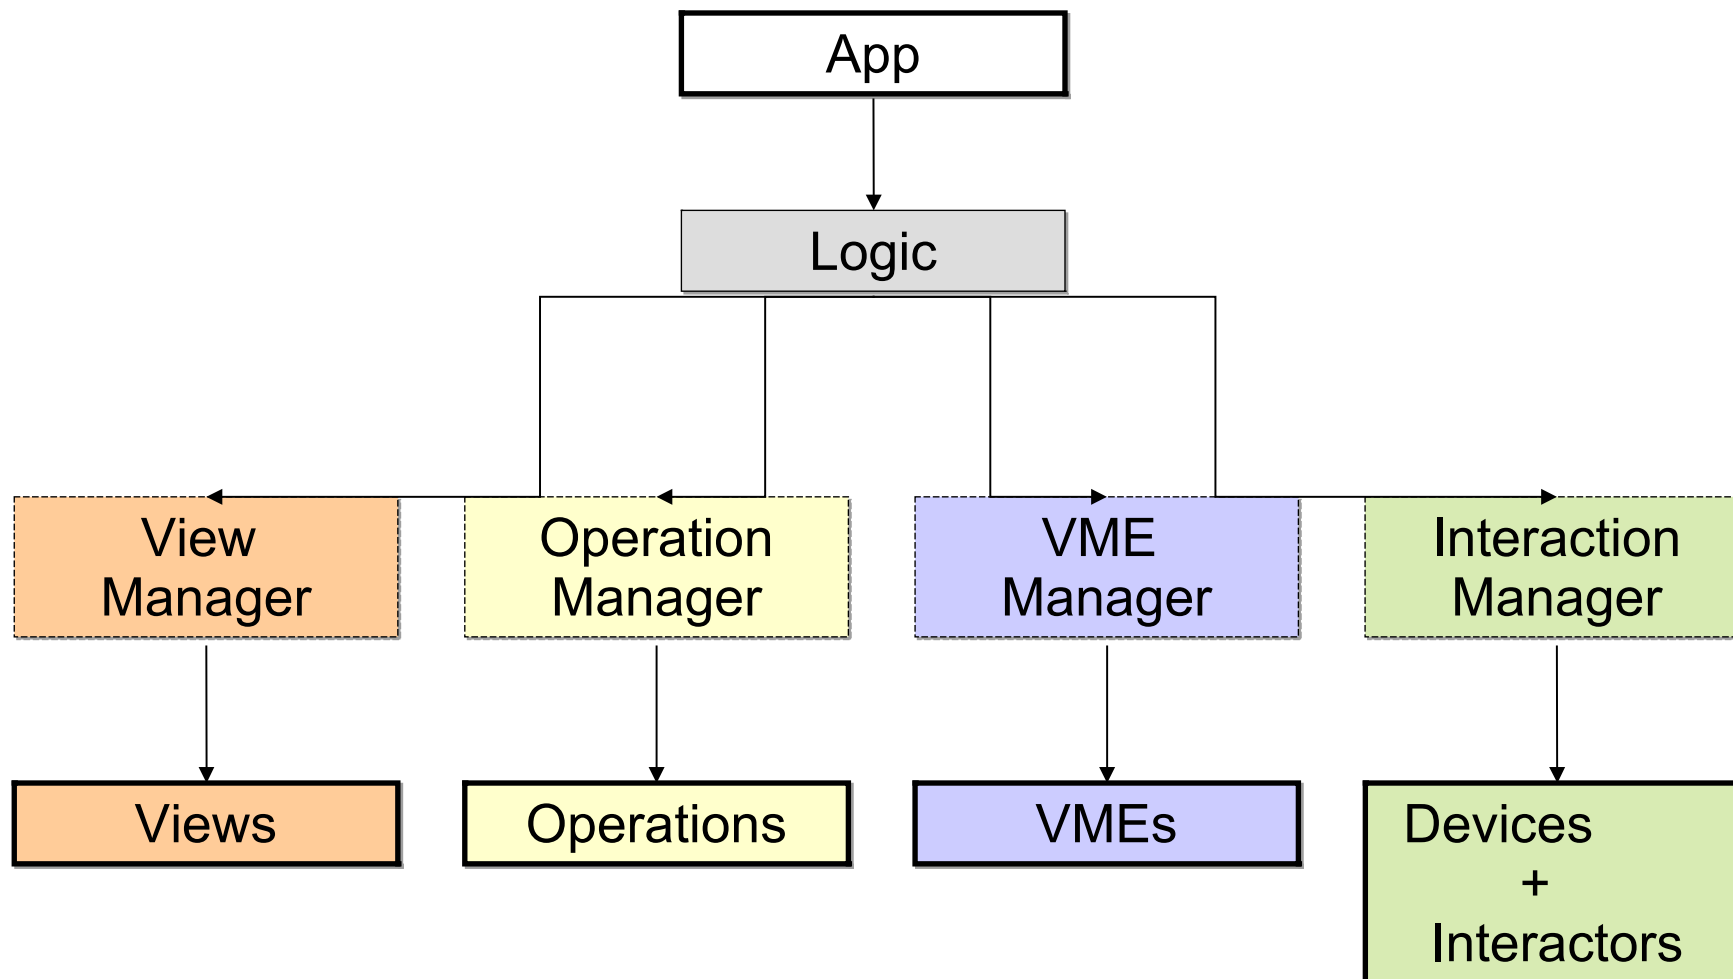 App
Logic
View
Manager
Operation
Manager
VME
Manager
Interaction
Manager
Views
Operations
VMEs
Devices
+
Interactors